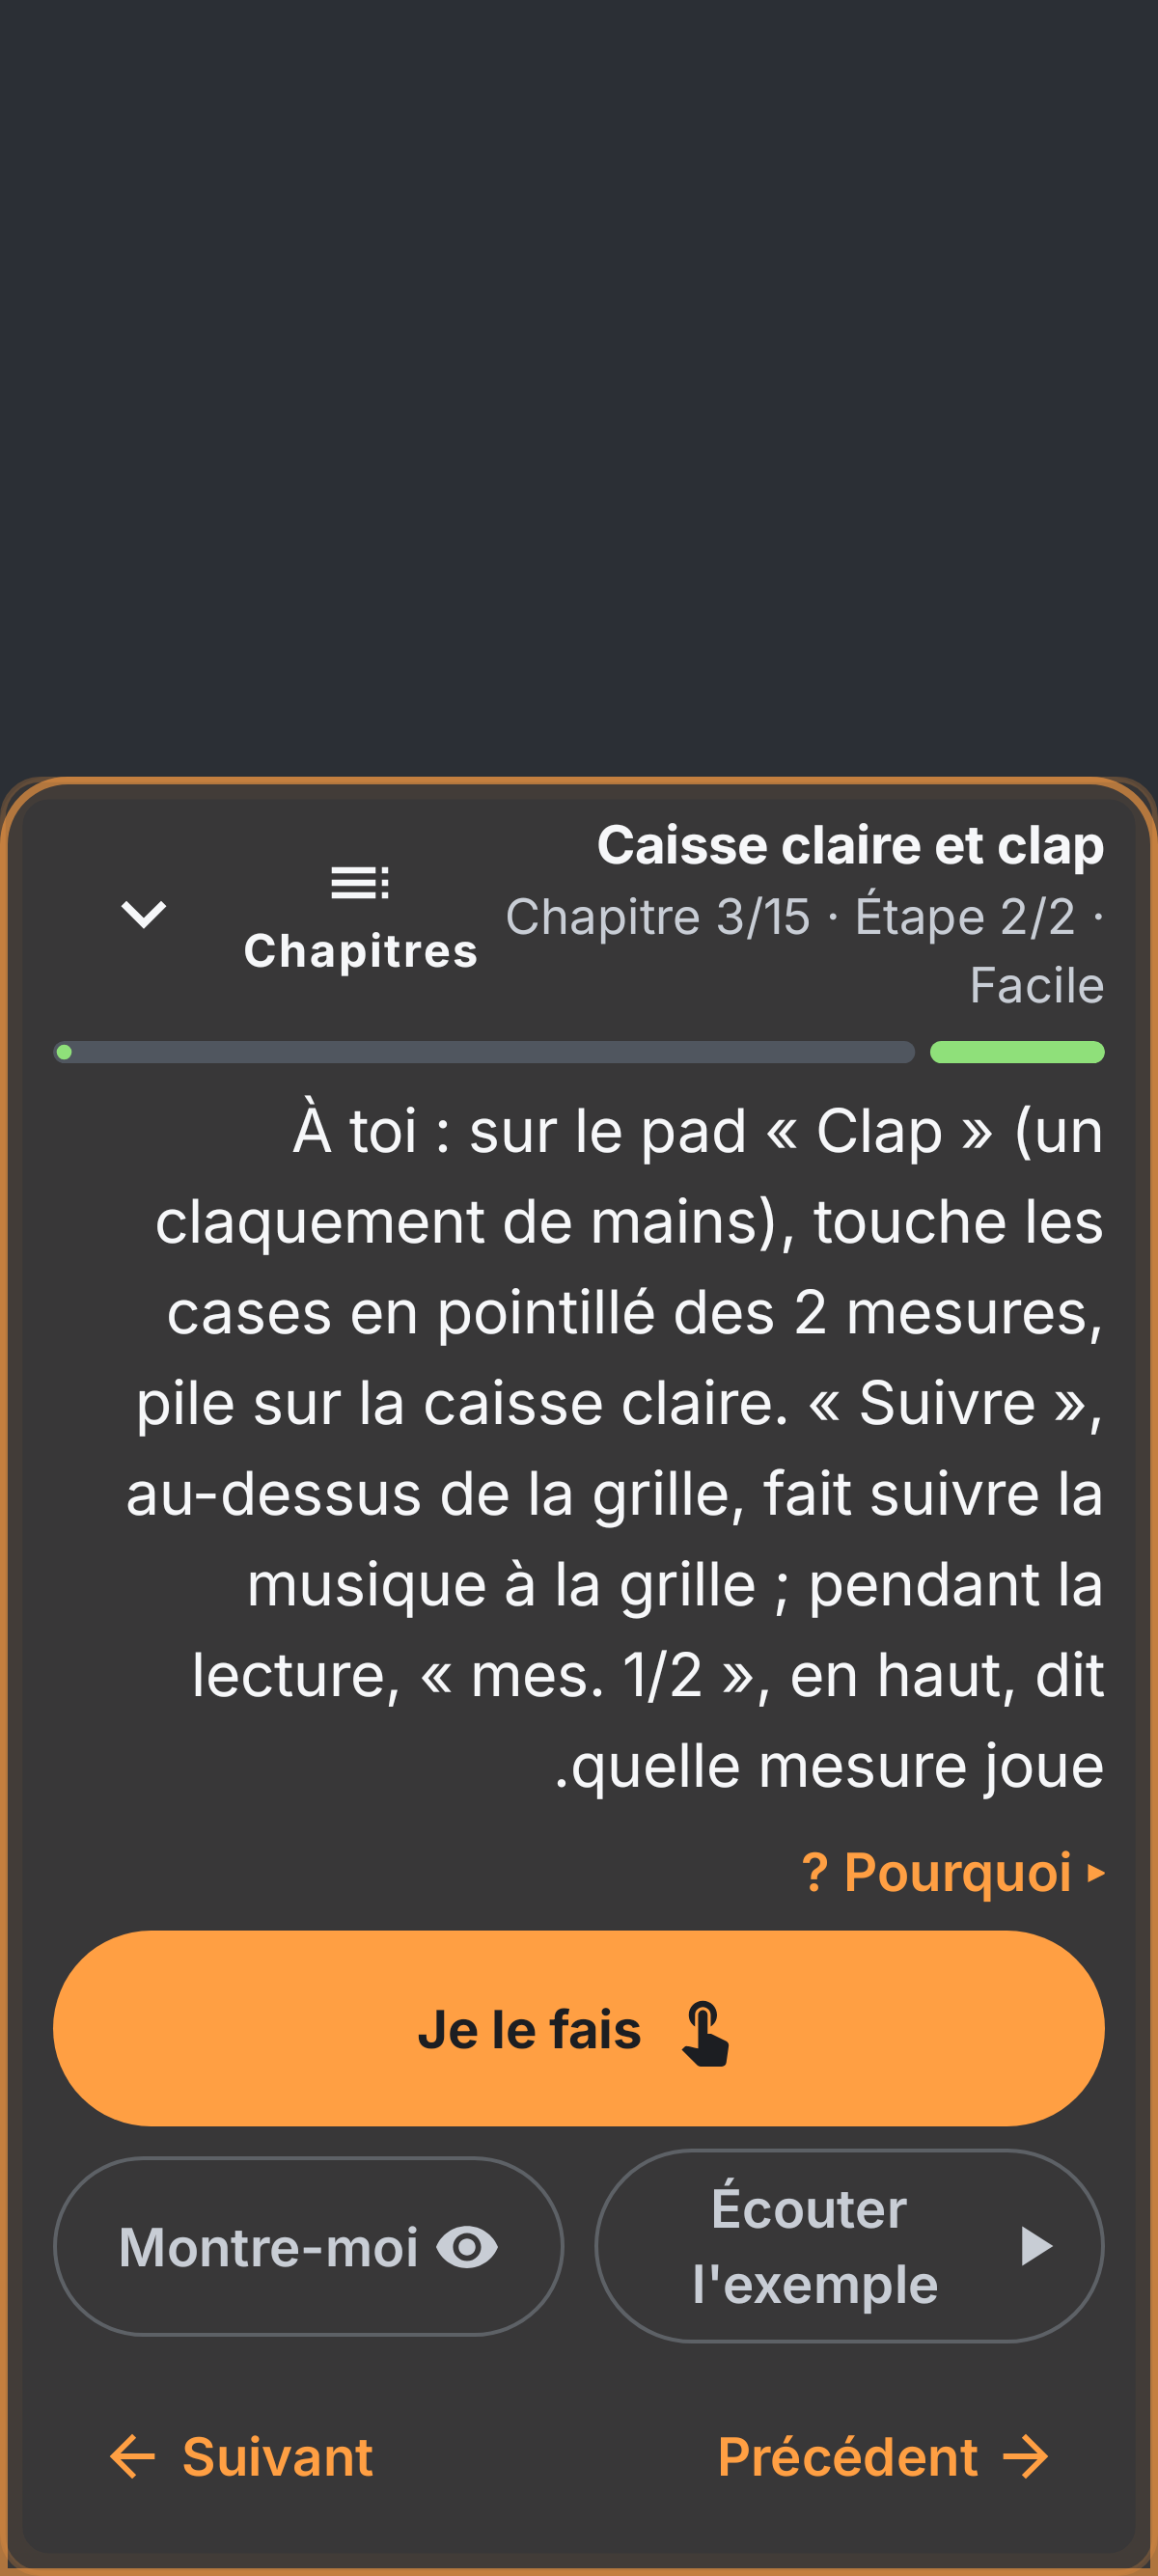 Caisse claire et clap
Chapitre 3/15 · Étape 2/2 ·
Facile
Chapitres
À toi : sur le pad « Clap » (un
claquement de mains), touche les
cases en pointillé des 2 mesures,
pile sur la caisse claire. « Suivre »,
au-dessus de la grille, fait suivre la
musique à la grille ; pendant la
lecture, « mes. 1/2 », en haut, dit
.quelle mesure joue
? Pourquoi ▸
Je le fais
Écouter
l'exemple
Montre-moi
Précédent
Suivant